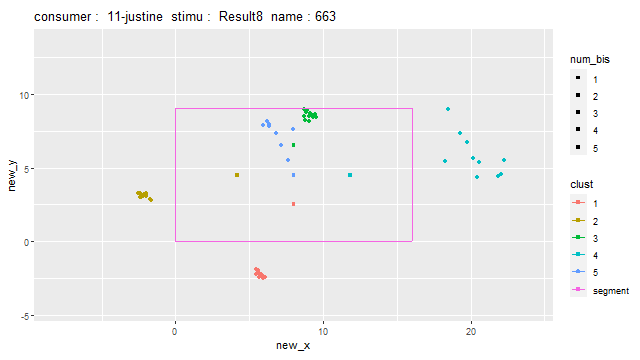 consumer :  11-justine  stimu :  Result8  name : 663
new_y
10
5
0
-5
0
10
20
new_x
num_bis
1
2
3
4
5
clust
1
2
3
4
5
segment